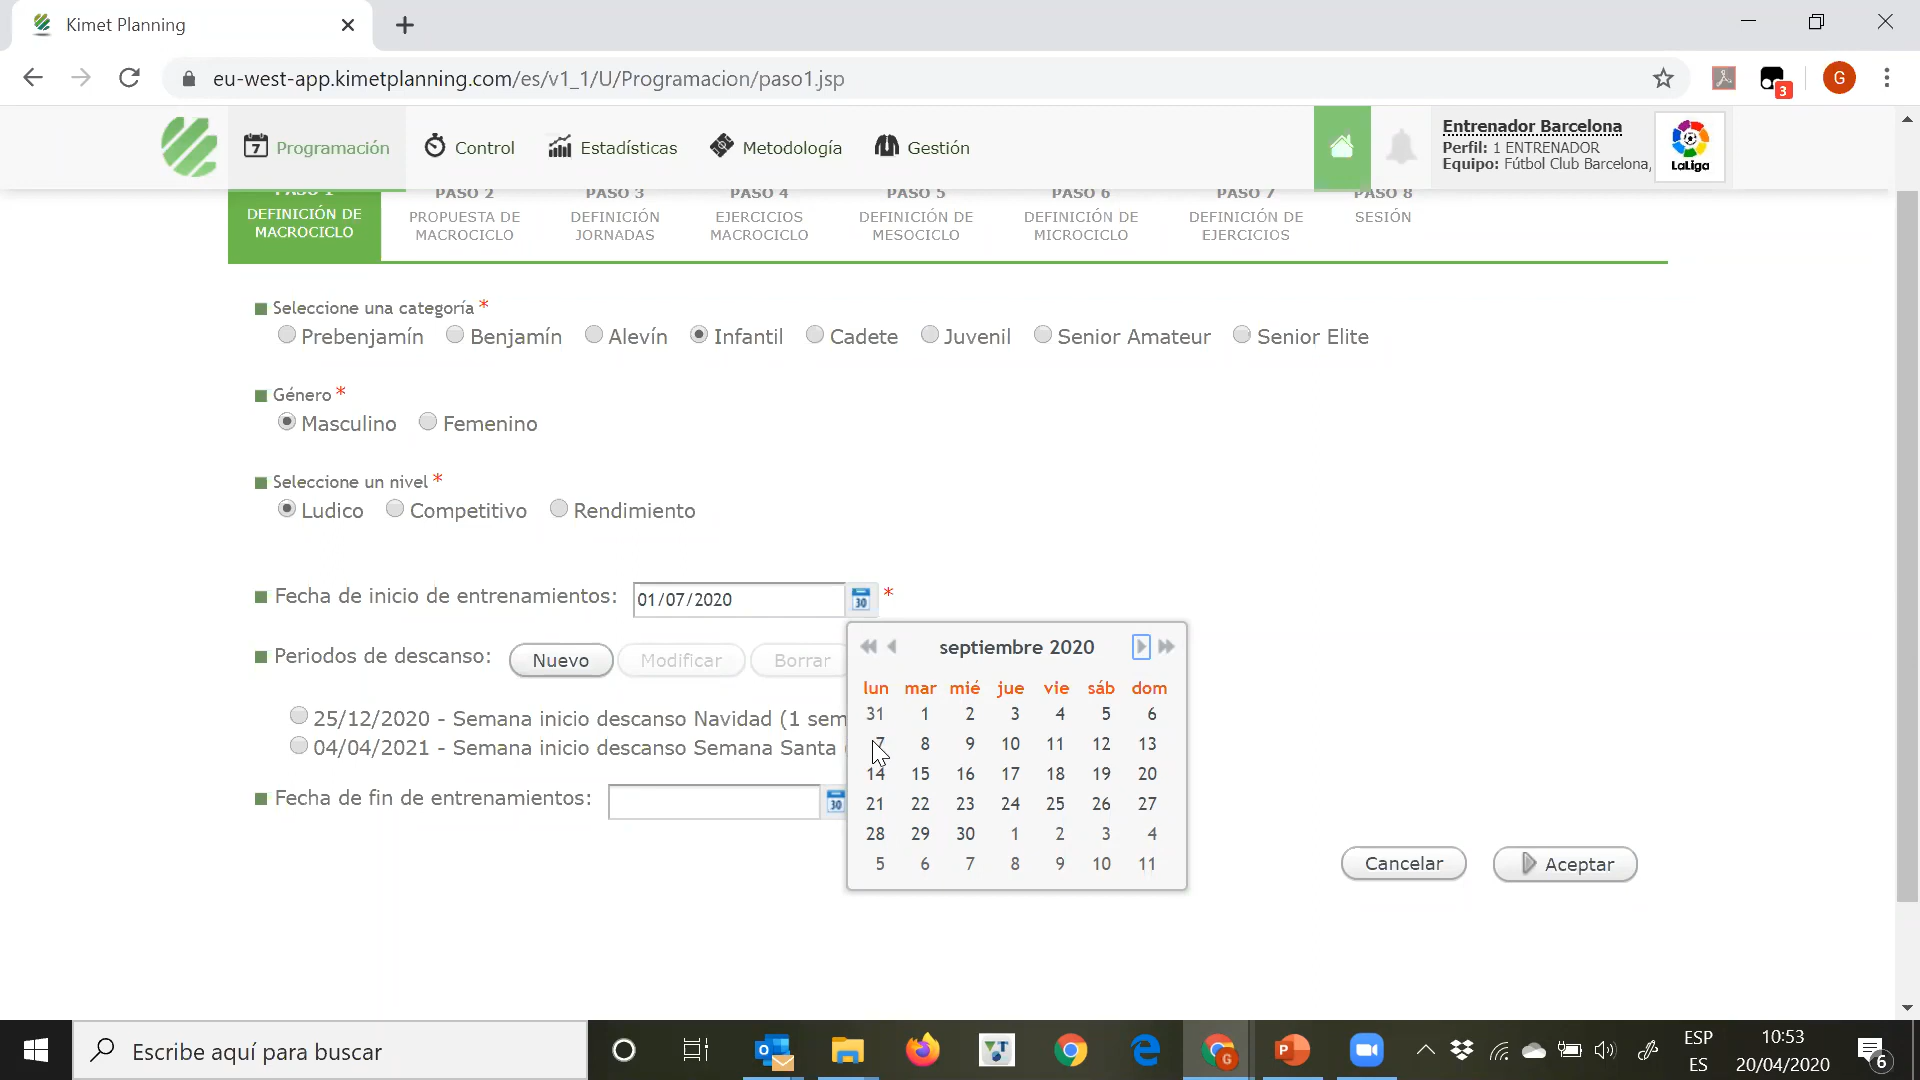 Kimet Planning
eu-west-app.kimetplanning.com/es/v1_1/U/Programacion/paso1.jsp
3
G
7 Programación Control Estadísticas Metodología Gestión
Entrenador Barcelona
Perfil: 1 ENTRENADOR
Equipo: Fútbol Club Barcelona,
LaLiga
PASO 1 PASO 2 PASO 3 PASO 4 PASO 5 PASO 6 PASO 7 PASO 8
DEFINICIÓN DE MACROCICLO
PROPUESTA DE MACROCICLO
DEFINICIÓN JORNADAS
EJERCICIOS MACROCICLO
DEFINICIÓN DE MESOCICLO
DEFINICIÓN DE MICROCICLO
DEFINICIÓN DE EJERCICIOS
SESIÓN
Seleccione una categoría *
Prebenjamín Benjamín Alevín Infantil Cadete Juvenil Senior Amateur Senior Elite
Género *
Masculino Femenino
Seleccione un nivel *
Ludico Competitivo Rendimiento
Fecha de inicio de entrenamientos: 01/07/2020 30 *
Periodos de descanso: Nuevo Modificar Borrar
25/12/2020 - Semana inicio descanso Navidad (1 sem
04/04/2021 - Semana inicio descanso Semana Santa
Fecha de fin de entrenamientos: 30
septiembre 2020
lun mar mié jue vie sáb dom
31 1 2 3 4 5 6
7 8 9 10 11 12 13
14 15 16 17 18 19 20
21 22 23 24 25 26 27
28 29 30 1 2 3 4
5 6 7 8 9 10 11
Cancelar Aceptar
Escribe aquí para buscar
G
ESP
ES
10:53
20/04/2020
6